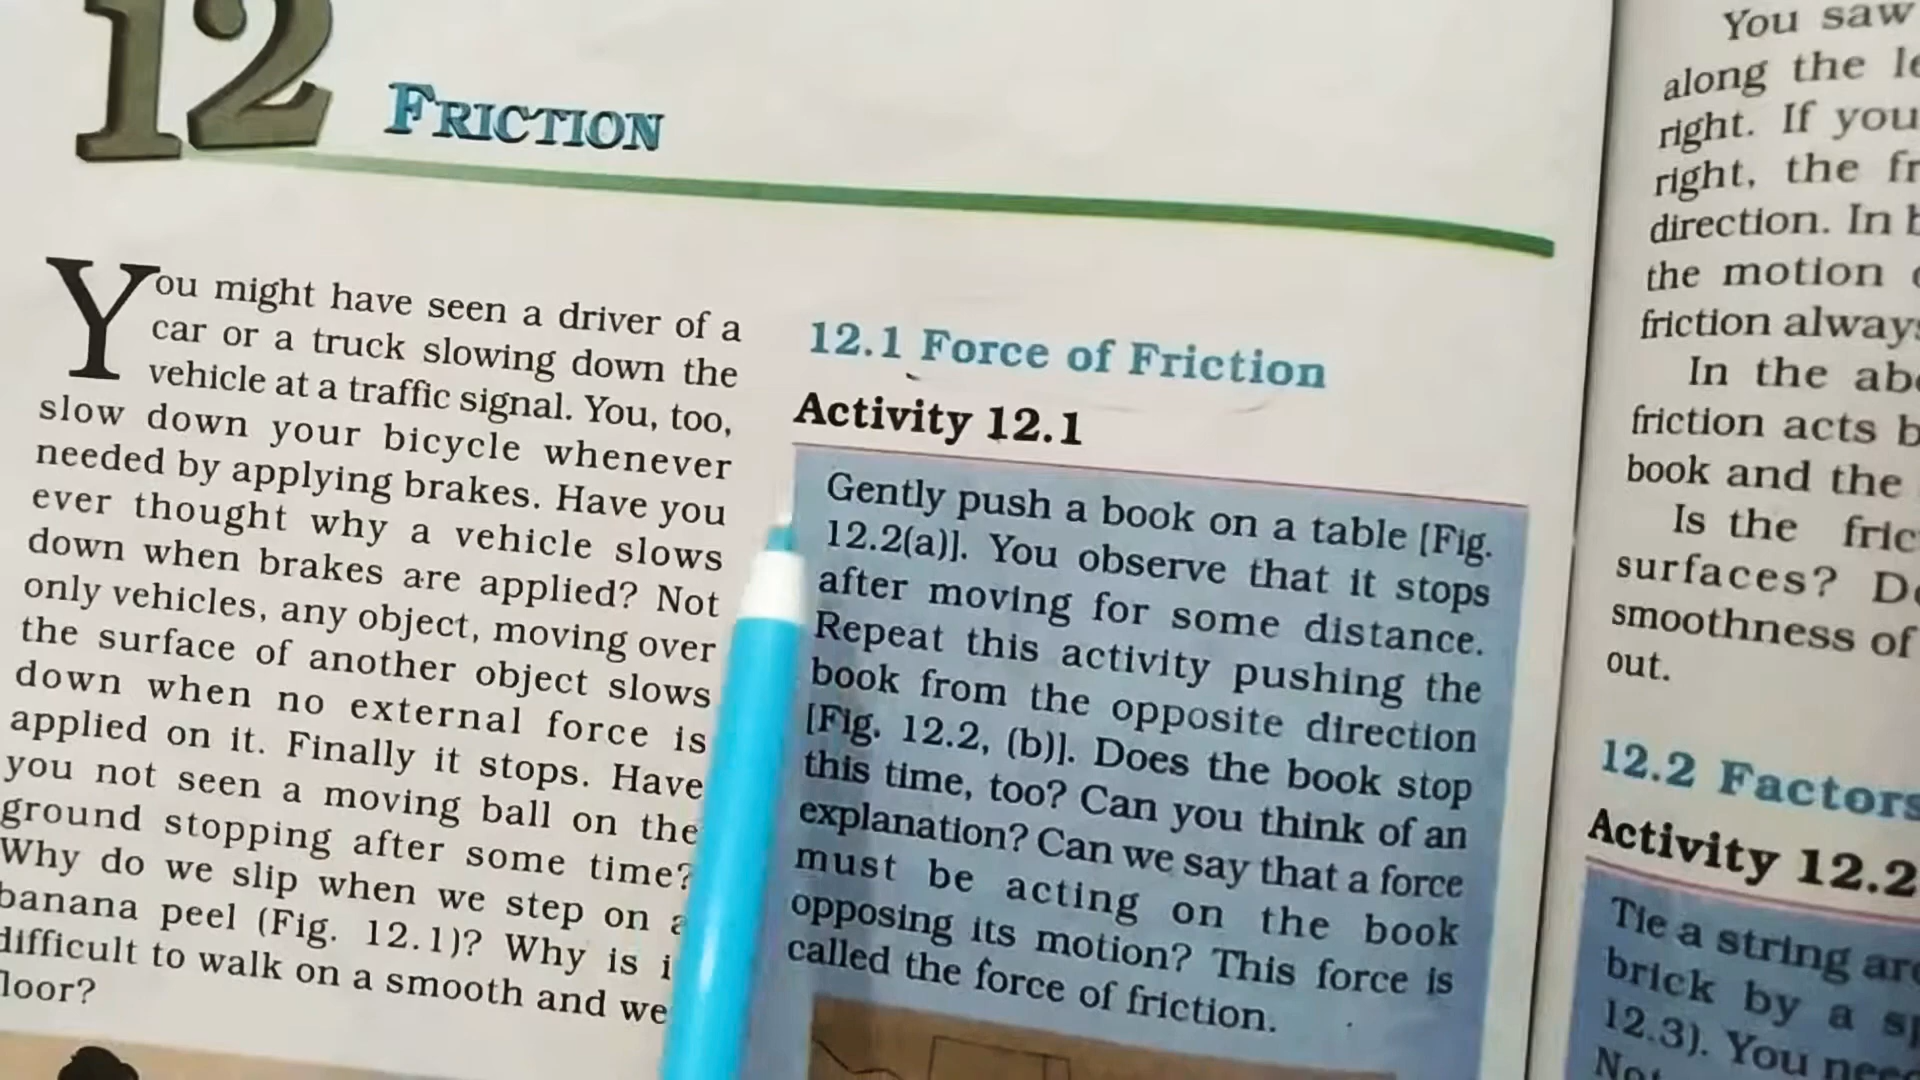 12
FRICTION
You might have seen a driver of a
car or a truck slowing down the
vehicle at a traffic signal. You, too,
slow down your bicycle whenever
needed by applying brakes. Have you
ever thought why a vehicle slows
down when brakes are applied? Not
only vehicles, any object, moving over
the surface of another object slows
down when no external force is
applied on it. Finally it stops. Have
you not seen a moving ball on the
ground stopping after some time?
Why do we slip when we step on a
banana peel (Fig. 12.1)? Why is
difficult to walk on a smooth and
loor?
12.1 Force of Friction
Activity 12.1
Gently push a book on a table [Fig.
12.2(a)]. You observe that it stops
after moving for some distance.
Repeat this activity pushing the
book from the opposite direction
[Fig. 12.2, (b)]. Does the book stop
this time, too? Can you think of an
explanation? Can we say that a force
must be acting on the book
opposing its motion? This force is
called the force of friction.
You saw
along the
right. If you
right, the
direction. In
the motion
friction always
In the
friction acts
book and the
Is the
surfaces?
smoothness of
out.
12.2 Factors
Activity 12.2
Tie a string
brick by a
12.3). You need